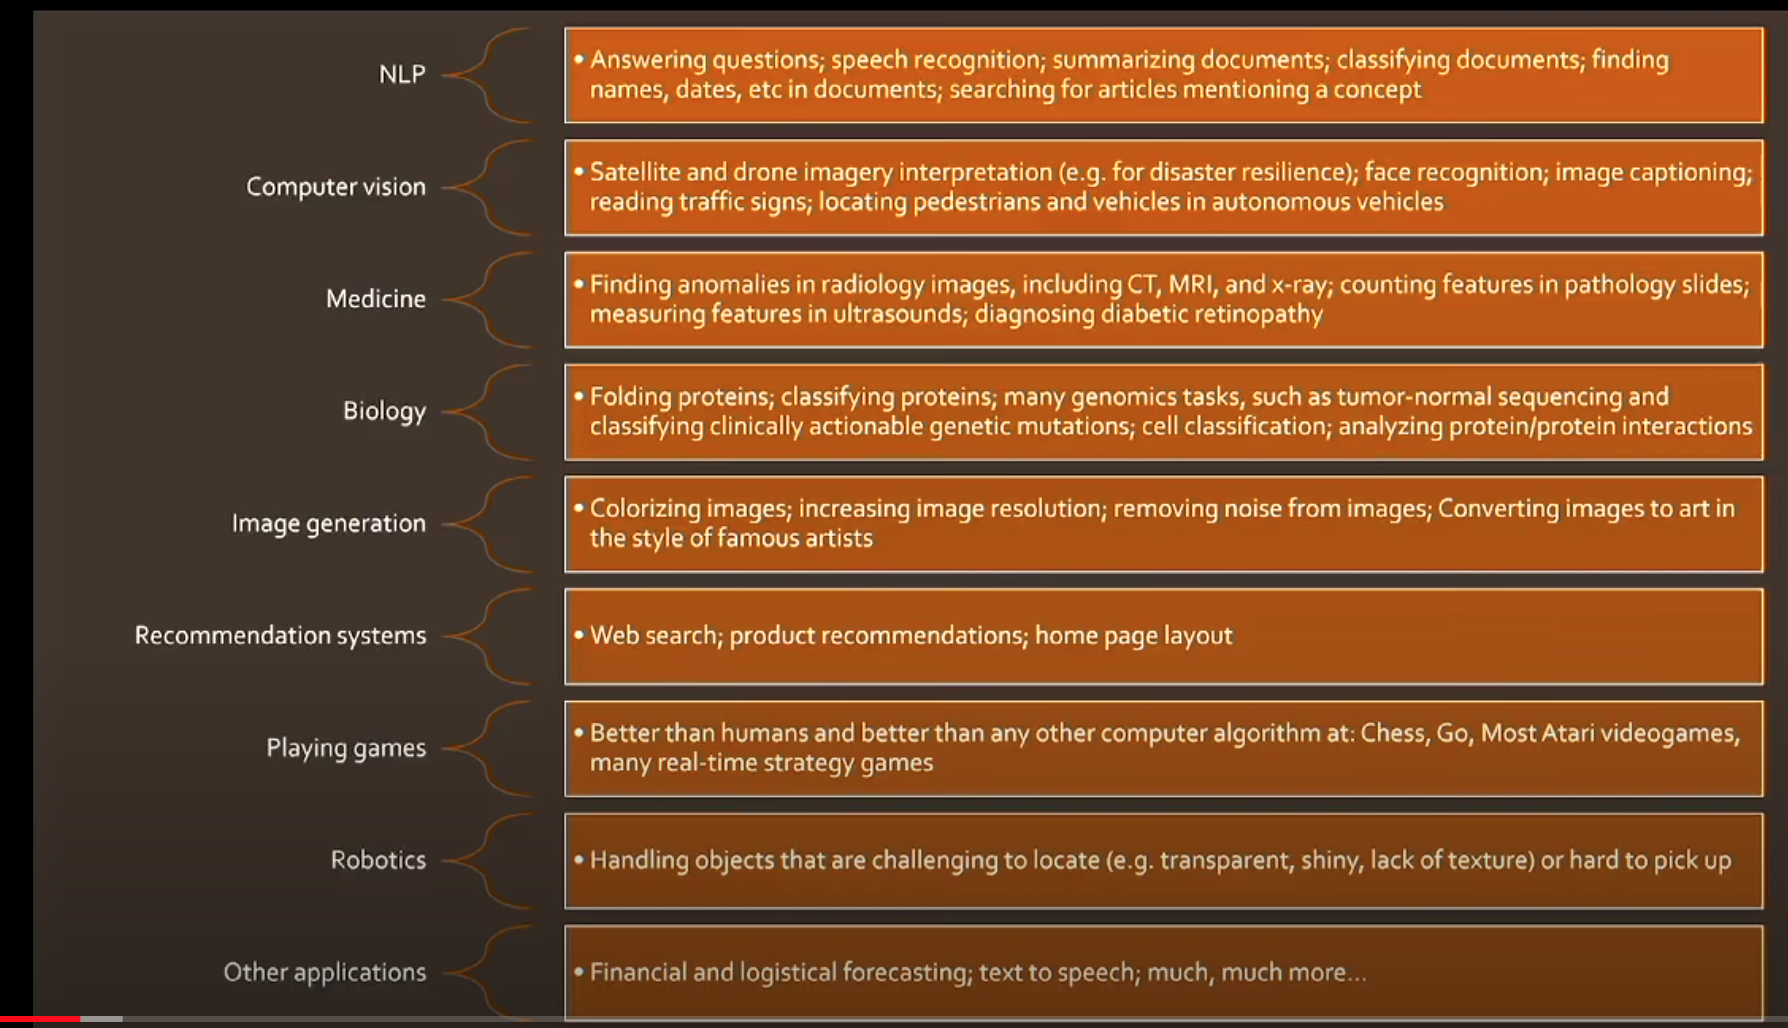 NLP
• Answering questions; speech recognition; summarizing documents; classifying documents; finding
names, dates, etc in documents; searching for articles mentioning a concept
Computer vision
• Satellite and drone imagery interpretation (e.g. for disaster resilience); face recognition; image captioning;
reading traffic signs; locating pedestrians and vehicles in autonomous vehicles
Medicine
• Finding anomalies in radiology images, including CT, MRI, and x-ray; counting features in pathology slides;
measuring features in ultrasounds; diagnosing diabetic retinopathy
Biology
• Folding proteins; classifying proteins; many genomics tasks, such as tumor-normal sequencing and
classifying clinically actionable genetic mutations; cell classification; analyzing protein/protein interactions
Image generation
• Colorizing images; increasing image resolution; removing noise from images; Converting images to art in
the style of famous artists
Recommendation systems
• Web search; product recommendations; home page layout
Playing games
• Better than humans and better than any other computer algorithm at: Chess, Go, Most Atari videogames,
many real-time strategy games
Robotics
• Handling objects that are challenging to locate (e.g. transparent, shiny, lack of texture) or hard to pick up
Other applications
• Financial and logistical forecasting; text to speech; much, much more...